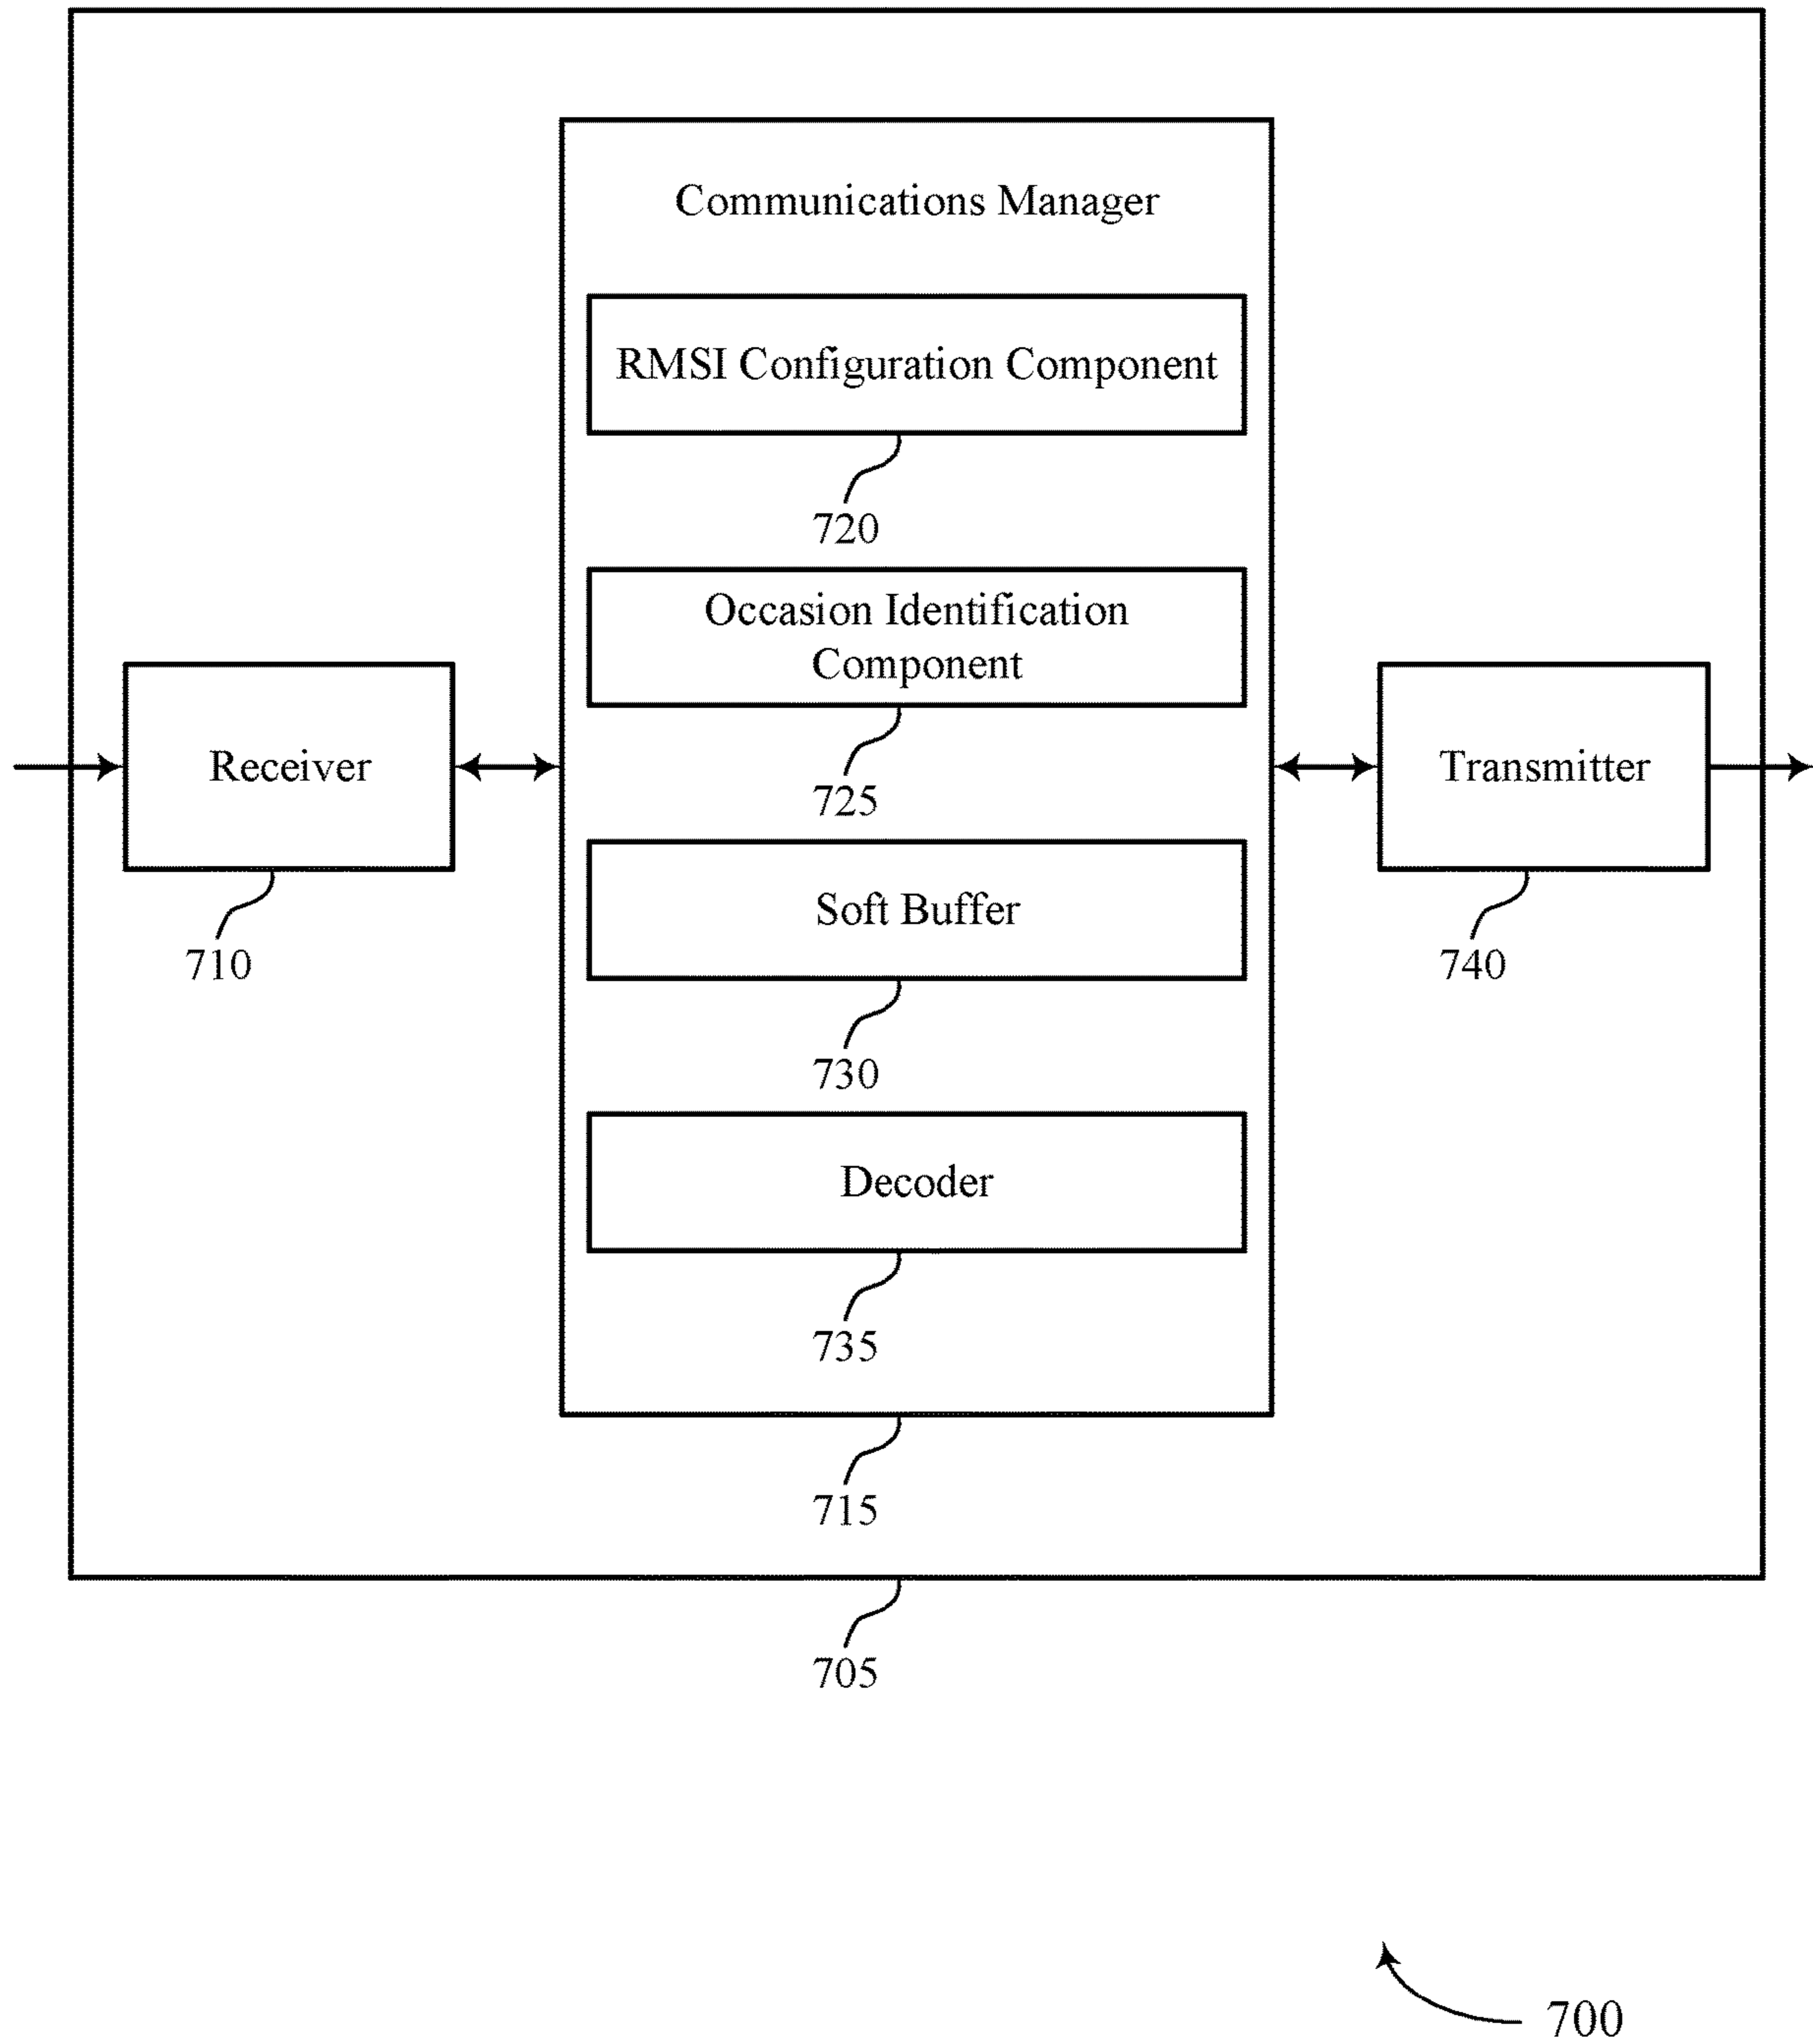 Communications Manager
RMSI Configuration Component
720
Occasion Identification
Component
725
Receiver
710
Transmitter
740
Soft Buffer
730
Decoder
735
715
705
700